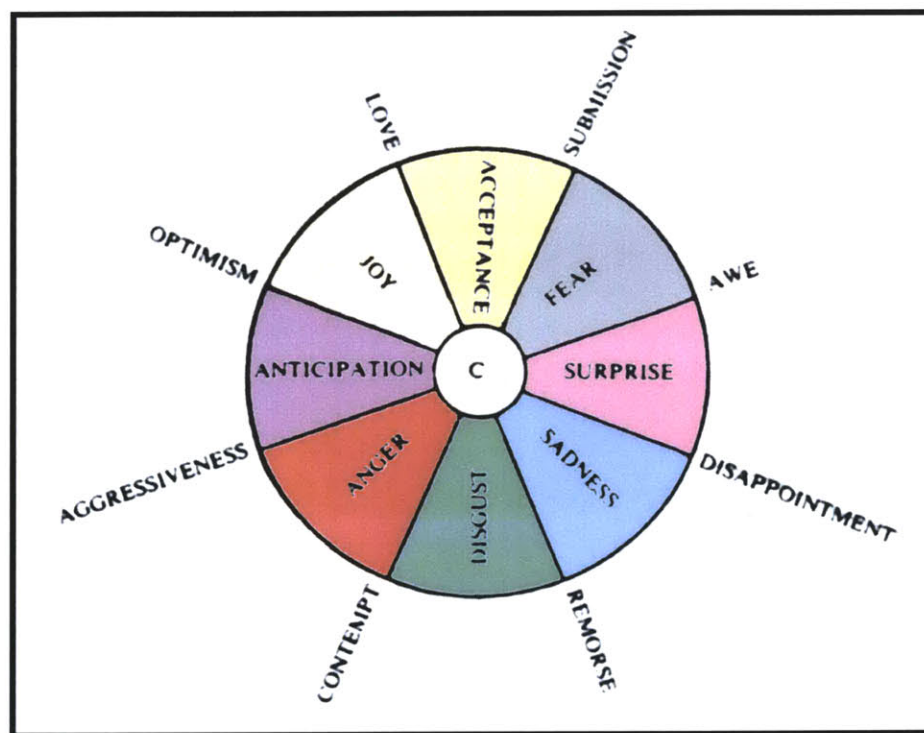 SUBMISSION
LOVE
ACCEPTANCE
OPTIMISM
JOY
FEAR
AWE
ANTICIPATION
C
SURPRISE
AGGRESSIVENESS
ANGER
SADNESS
DISAPPOINTMENT
DISGUST
CONTEMPT
REMORSE